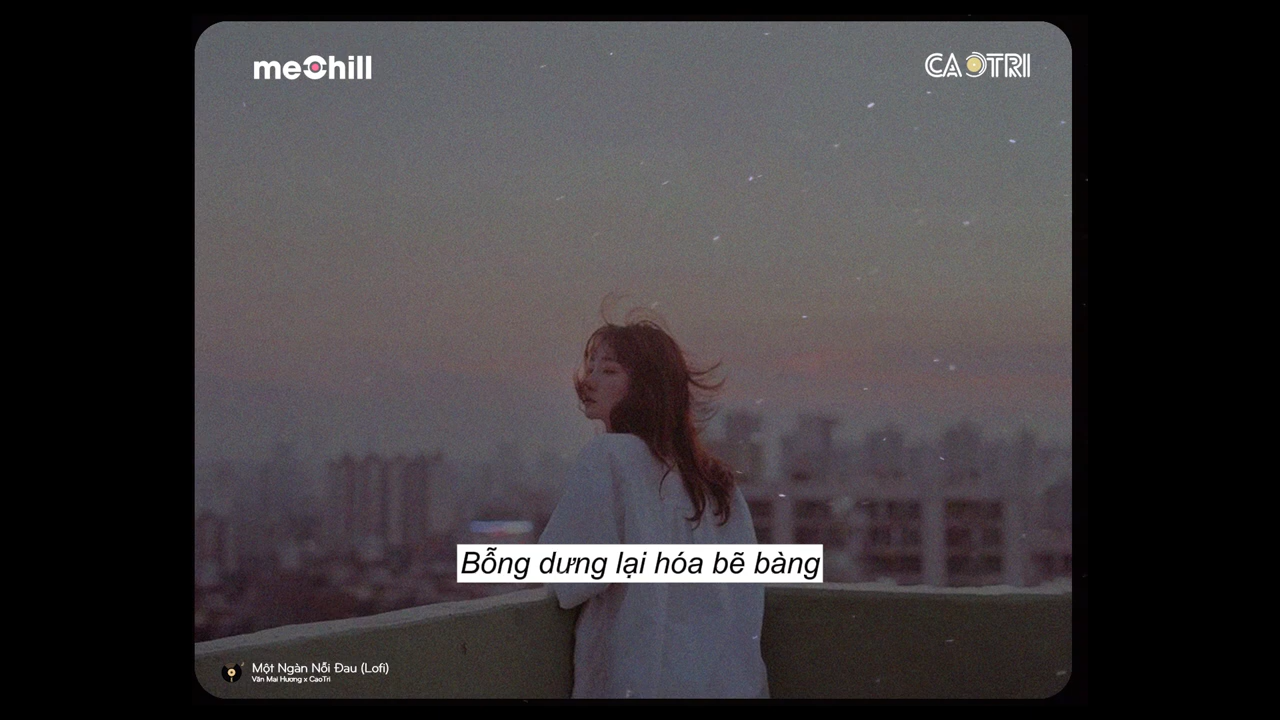 meChill
CAOTRI
Bỗng dưng lại hóa bẽ bàng
Một Ngàn Nỗi Đau (Lofi)
Văn Mai Hương x CaoTri